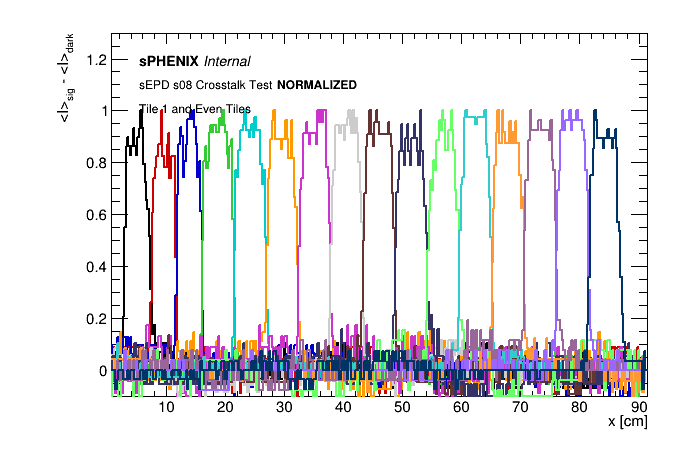 <I>sig - <I>dark
1.2
sPHENIX Internal
sEPD s08 Crosstalk Test NORMALIZED
Tile 1 and Even Tiles
1
0.8
0.6
0.4
0.2
0
10 20 30 40 50 60 70 80 90
x [cm]